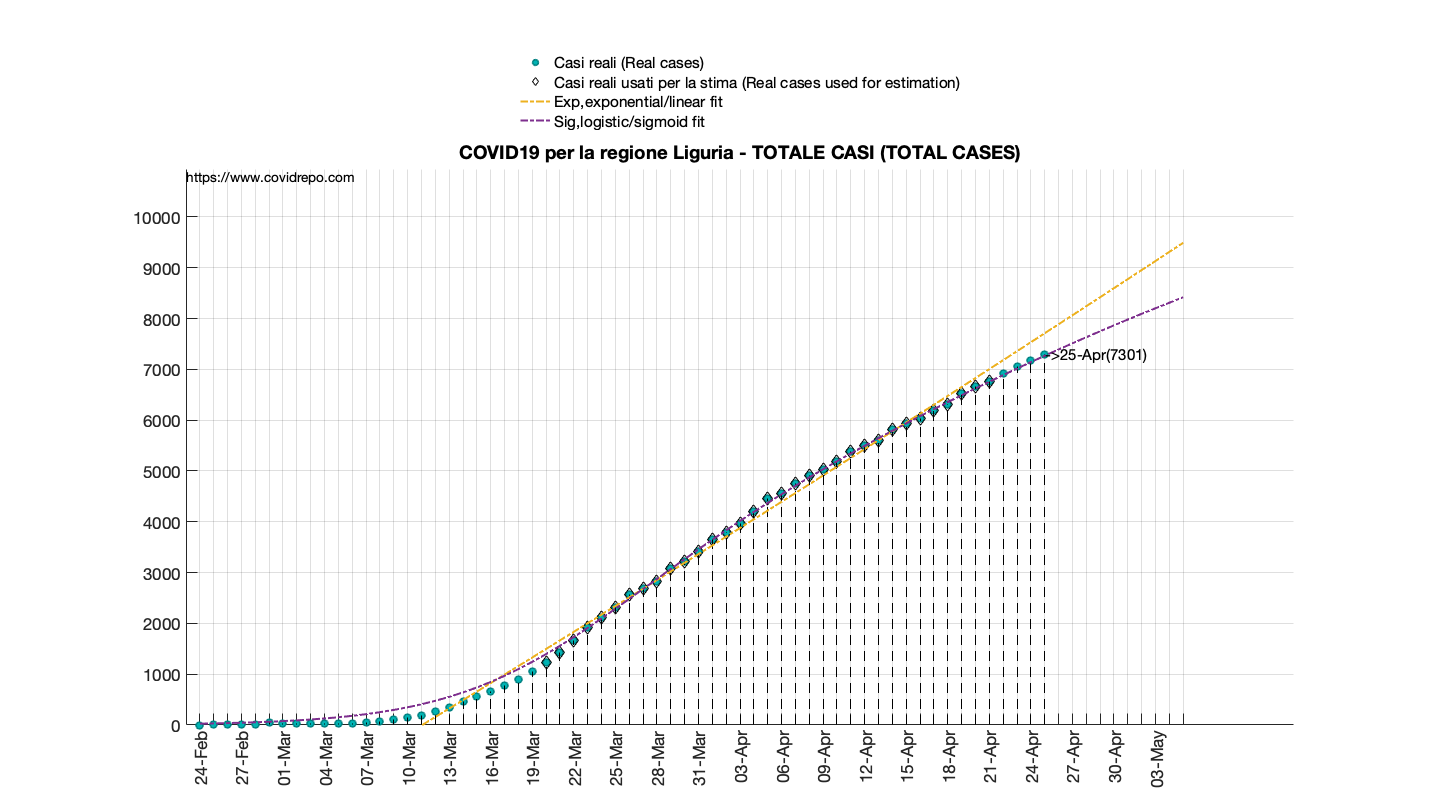 Casi reali (Real cases)
Casi reali usati per la stima (Real cases used for estimation)
Exp,exponential/linear fit
Sig,logistic/sigmoid fit
COVID19 per la regione Liguria - TOTALE CASI (TOTAL CASES)
https://www.covidrepo.com
10000
9000
8000
7000
6000
5000
4000
3000
2000
1000
0
->25-Apr(7301)
24-Feb
27-Feb
01-Mar
04-Mar
07-Mar
10-Mar
13-Mar
16-Mar
19-Mar
22-Mar
25-Mar
28-Mar
31-Mar
03-Apr
06-Apr
09-Apr
12-Apr
15-Apr
18-Apr
21-Apr
24-Apr
27-Apr
30-Apr
03-May